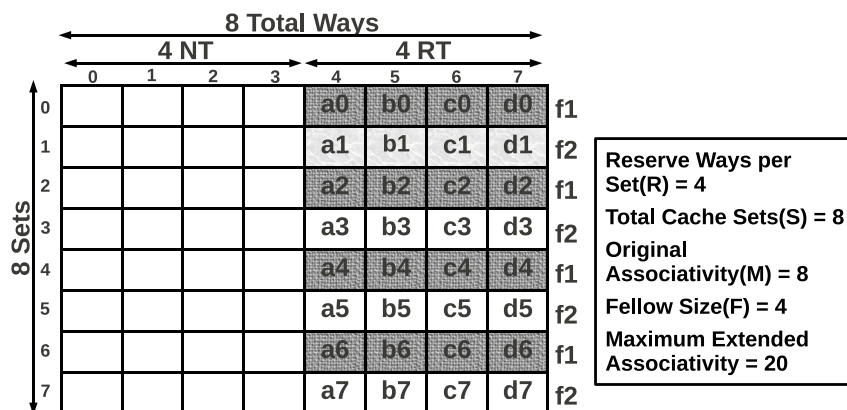 8 Total Ways
4 NT 4 RT
0 1 2 3 4 5 6 7
8 Sets
0 a0 b0 c0 d0 f1
1 a1 b1 c1 d1 f2
2 a2 b2 c2 d2 f1
3 a3 b3 c3 d3 f2
4 a4 b4 c4 d4 f1
5 a5 b5 c5 d5 f2
6 a6 b6 c6 d6 f1
7 a7 b7 c7 d7 f2
Reserve Ways per
Set(R) = 4
Total Cache Sets(S) = 8
Original
Associativity(M) = 8
Fellow Size(F) = 4
Maximum Extended
Associativity = 20